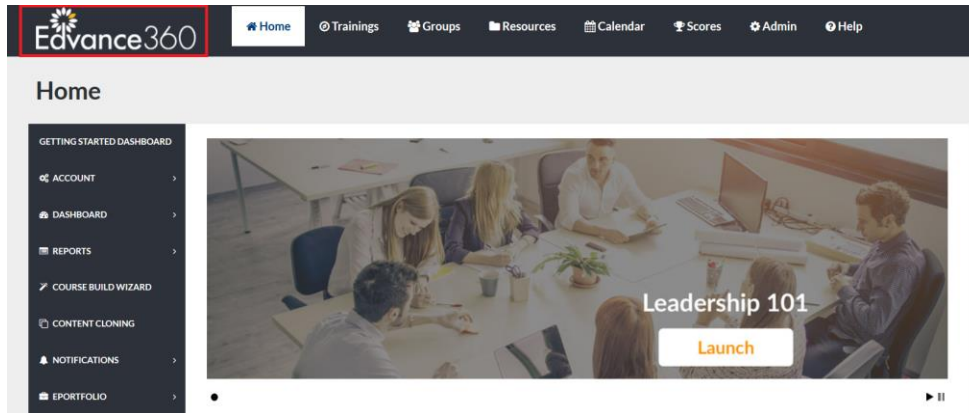 Edvance360
Home
Trainings
Groups
Resources
Calendar
Scores
Admin
Help
Home
GETTING STARTED DASHBOARD
ACCOUNT
DASHBOARD
REPORTS
COURSE BUILD WIZARD
CONTENT CLONING
NOTIFICATIONS
EPORTFOLIO
Leadership 101
Launch